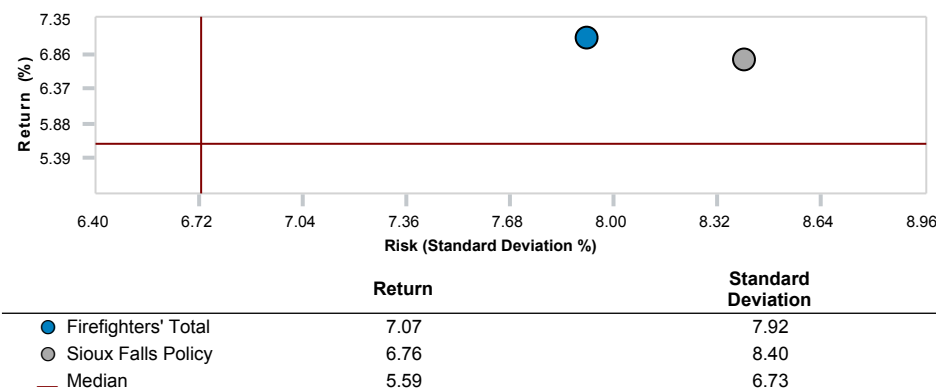 7.35
6.86
6.37
5.88
5.39
Return (%)
6.40 6.72 7.04 7.36 7.68 8.00 8.32 8.64 8.96
Risk (Standard Deviation %)
Return Standard Deviation
Firefighters' Total 7.07 7.92
Sioux Falls Policy 6.76 8.40
Median 5.59 6.73